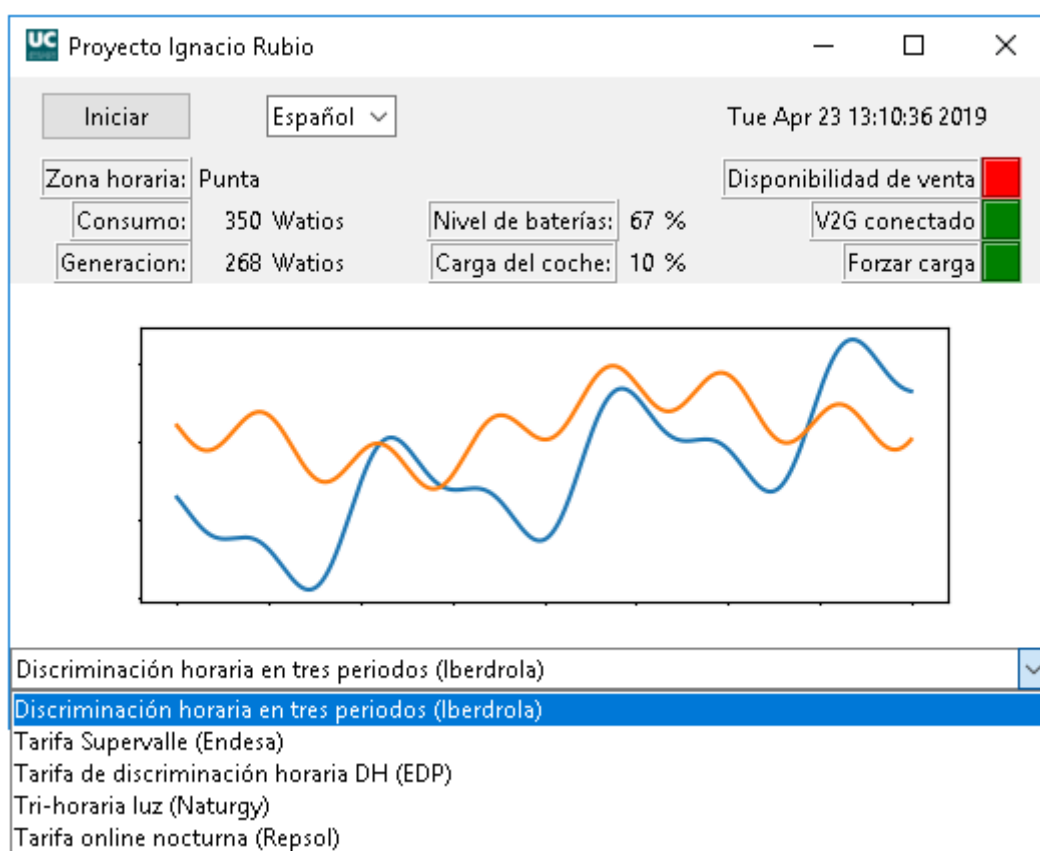 UC Proyecto Ignacio Rubio
Iniciar Español Tue Apr 23 13:10:36 2019
Zona horaria: Punta Disponibilidad de venta
Consumo: 350 Watios Nivel de baterías: 67 % V2G conectado
Generacion: 268 Watios Carga del coche: 10 % Forzar carga
Discriminación horaria en tres periodos (Iberdrola)
Discriminación horaria en tres periodos (Iberdrola)
Tarifa Supervalle (Endesa)
Tarifa de discriminación horaria DH (EDP)
Tri-horaria luz (Naturgy)
Tarifa online nocturna (Repsol)